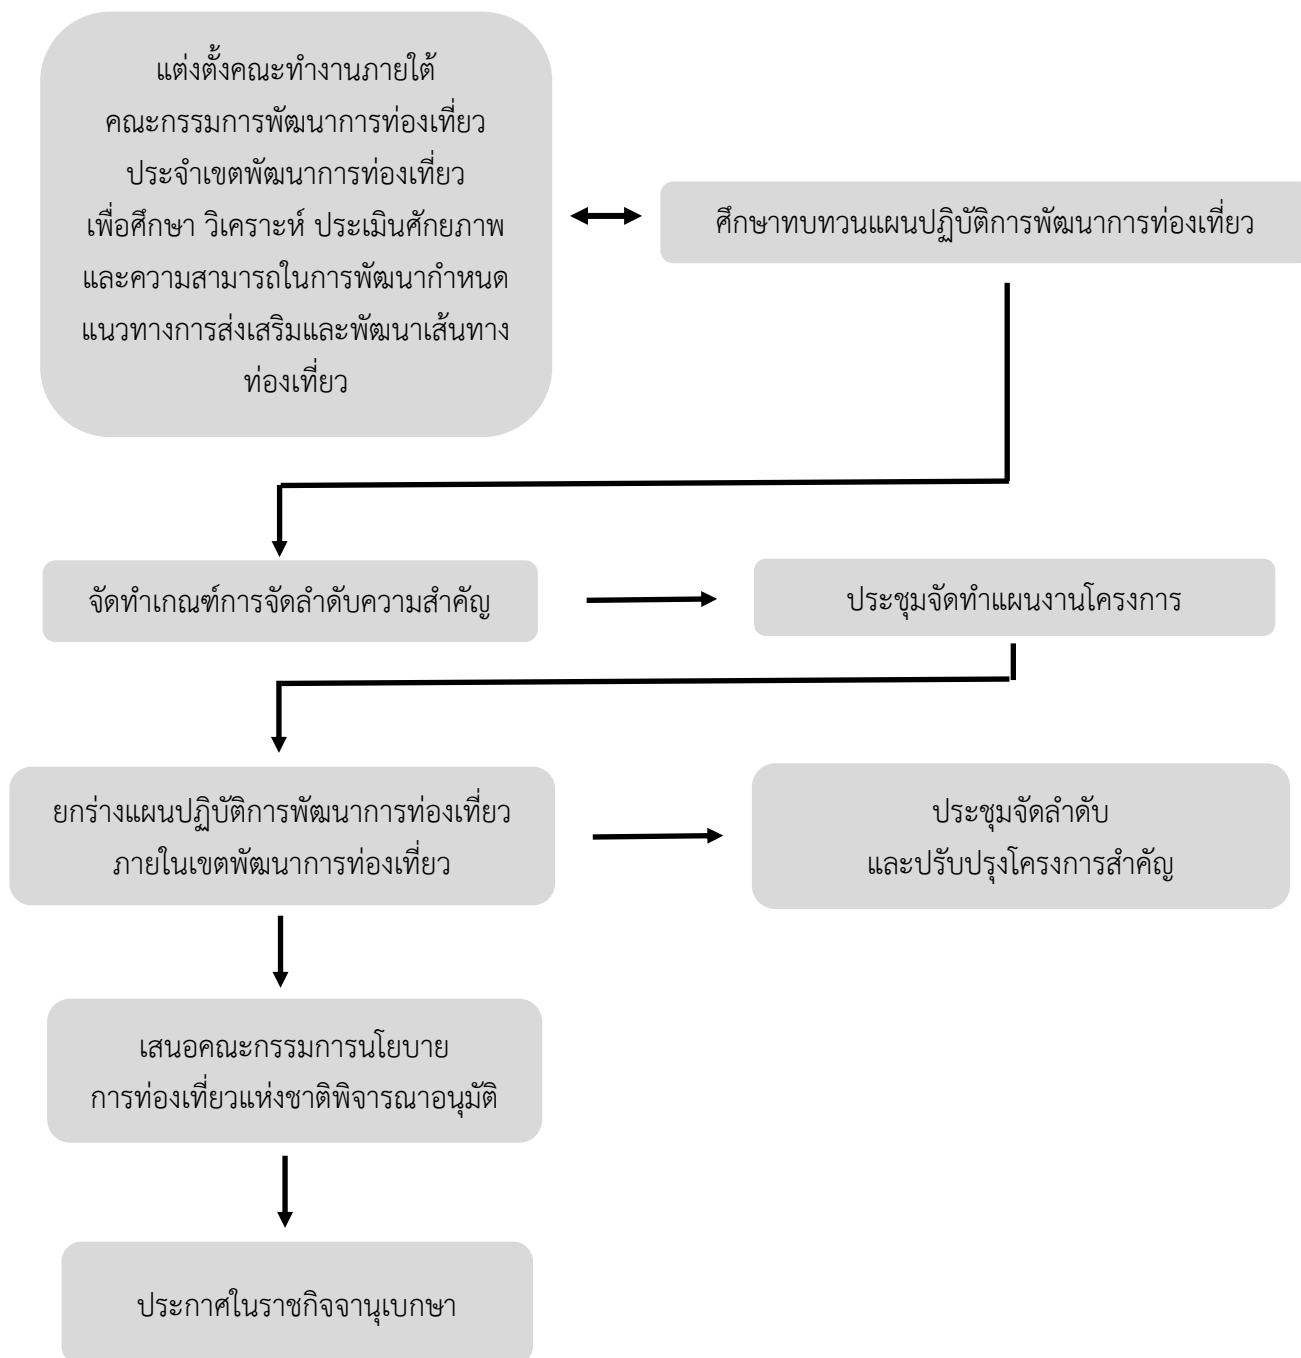 แต่งตั้งคณะทำงานภายใต้
คณะกรรมการพัฒนาการท่องเที่ยว
ประจำเขตพัฒนาการท่องเที่ยว
เพื่อศึกษา วิเคราะห์ ประเมินศักยภาพ
และความสามารถในการพัฒนากำหนด
แนวทางการส่งเสริมและพัฒนาเส้นทาง
ท่องเที่ยว
ศึกษาทบทวนแผนปฏิบัติการพัฒนาการท่องเที่ยว
จัดทำเกณฑ์การจัดลำดับความสำคัญ
ประชุมจัดทำแผนงานโครงการ
ยกร่างแผนปฏิบัติการพัฒนาการท่องเที่ยว
ภายในเขตพัฒนาการท่องเที่ยว
ประชุมจัดลำดับ
และปรับปรุงโครงการสำคัญ
เสนอคณะกรรมการนโยบาย
การท่องเที่ยวแห่งชาติพิจารณาอนุมัติ
ประกาศในราชกิจจานุเบกษา